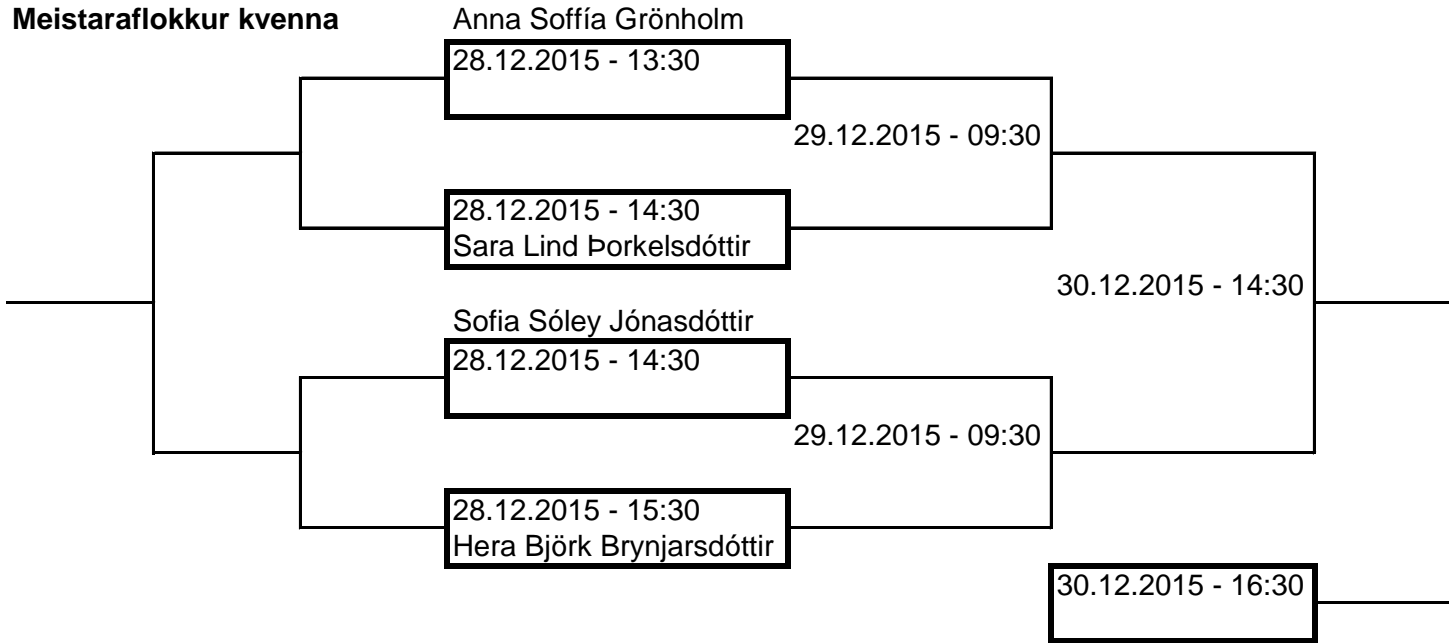 Meistaraflokkur kvenna
Anna Soffía Grönholm
28.12.2015 - 13:30
29.12.2015 - 09:30
28.12.2015 - 14:30
Sara Lind Þorkelsdóttir
30.12.2015 - 14:30
Sofia Sóley Jónasdóttir
28.12.2015 - 14:30
29.12.2015 - 09:30
28.12.2015 - 15:30
Hera Björk Brynjarsdóttir
30.12.2015 - 16:30